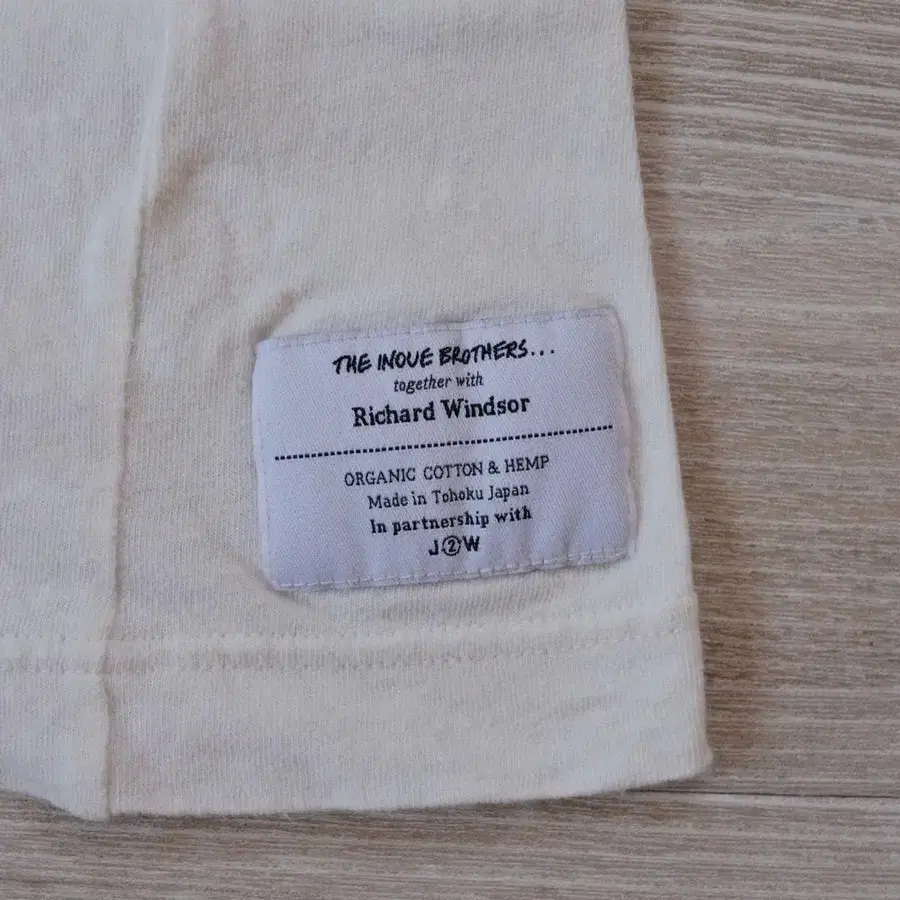 THE INOUE BROTHERS...
together with
Richard Windsor
ORGANIC COTTON & HEMP
Made in Tohoku Japan
In partnership with
J②W